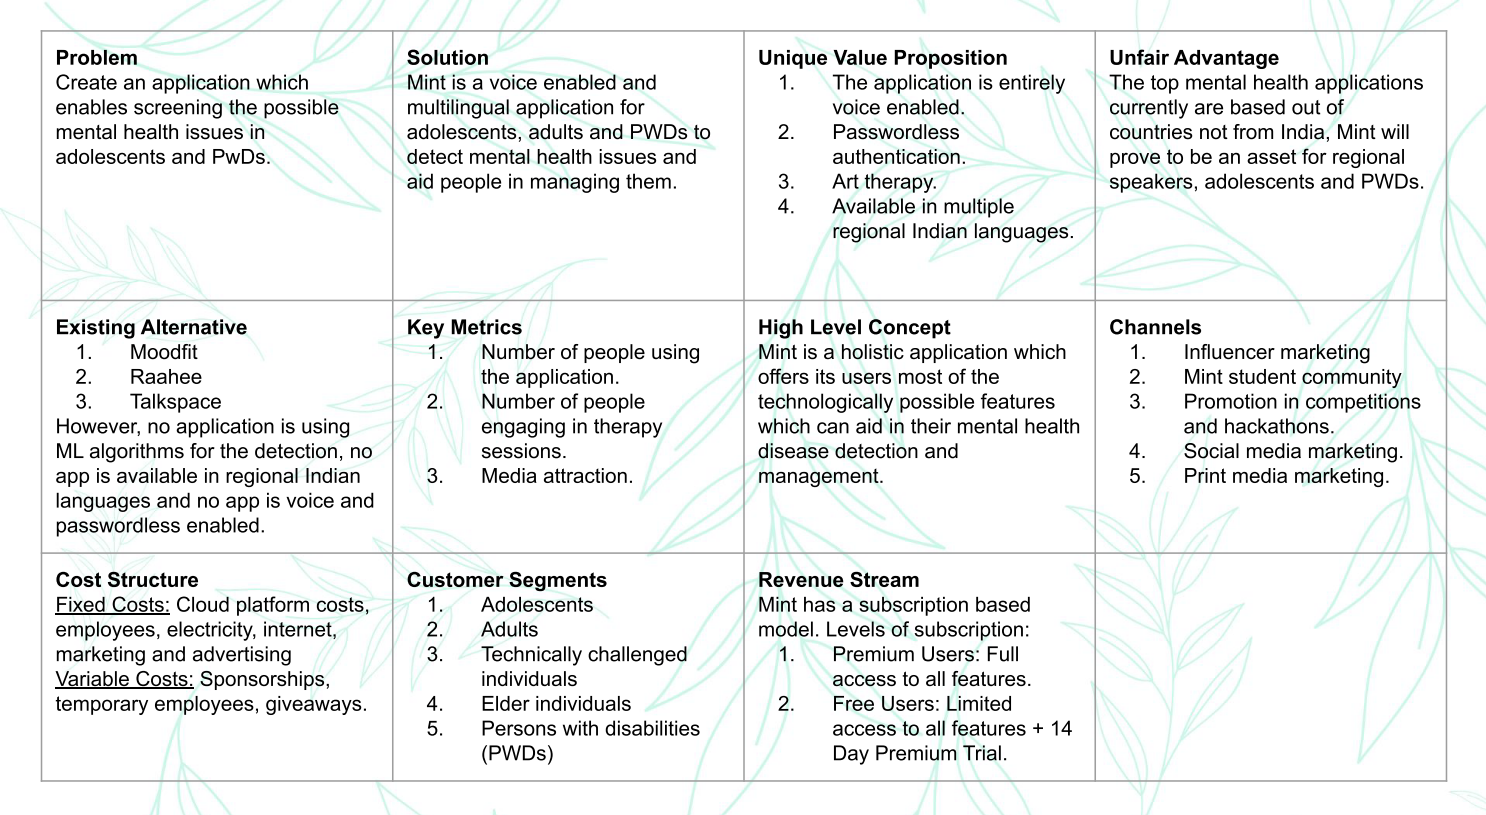 Problem
Create an application which
enables screening the possible
mental health issues in
adolescents and PwDs.
Solution
Mint is a voice enabled and
multilingual application for
adolescents, adults and PWDs to
detect mental health issues and
aid people in managing them.
Unique Value Proposition
1. The application is entirely
voice enabled.
2. Passwordless
authentication.
3. Art therapy.
4. Available in multiple
regional Indian languages.
Unfair Advantage
The top mental health applications
currently are based out of
countries not from India, Mint will
prove to be an asset for regional
speakers, adolescents and PWDs.
Existing Alternative
1. Moodfit
2. Raahee
3. Talkspace
However, no application is using
ML algorithms for the detection, no
app is available in regional Indian
languages and no app is voice and
passwordless enabled.
Key Metrics
1. Number of people using
the application.
2. Number of people
engaging in therapy
sessions.
3. Media attraction.
High Level Concept
Mint is a holistic application which
offers its users most of the
technologically possible features
which can aid in their mental health
disease detection and
management.
Channels
1. Influencer marketing
2. Mint student community
3. Promotion in competitions
and hackathons.
4. Social media marketing.
5. Print media marketing.
Cost Structure
Fixed Costs: Cloud platform costs,
employees, electricity, internet,
marketing and advertising
Variable Costs: Sponsorships,
temporary employees, giveaways.
Customer Segments
1. Adolescents
2. Adults
3. Technically challenged
individuals
4. Elder individuals
5. Persons with disabilities
(PWDs)
Revenue Stream
Mint has a subscription based
model. Levels of subscription:
1. Premium Users: Full
access to all features.
2. Free Users: Limited
access to all features + 14
Day Premium Trial.